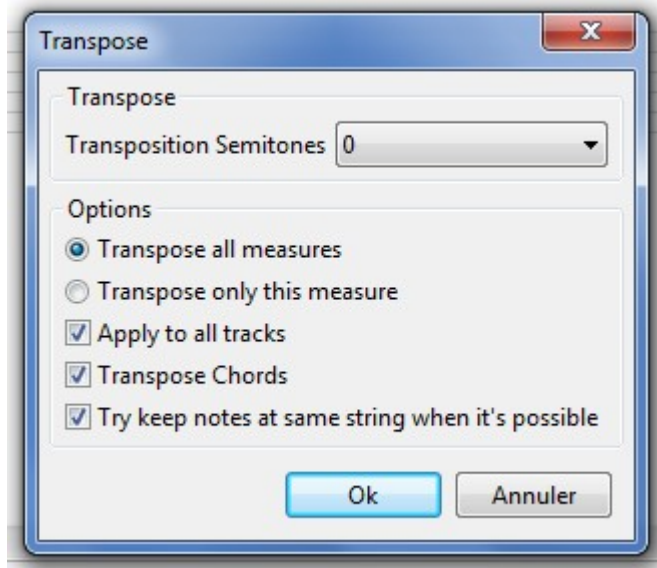 Transpose
Transpose
Transposition Semitones 0
Options
Transpose all measures
Transpose only this measure
Apply to all tracks
Transpose Chords
Try keep notes at same string when it's possible
Ok Annuler